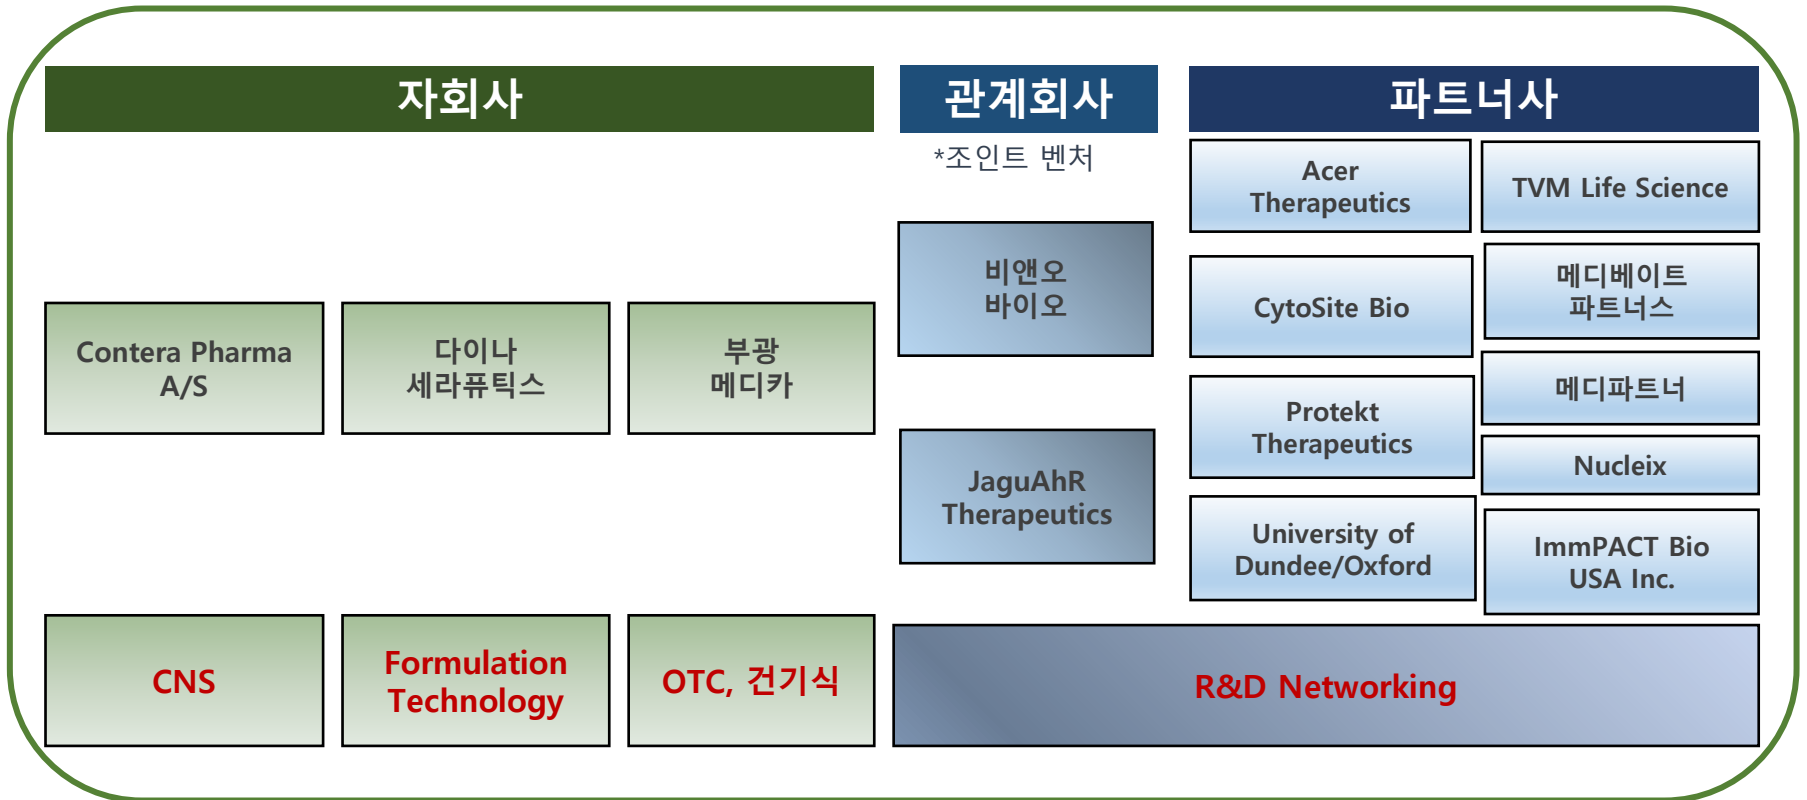 자회사
Contera Pharma
A/S
다이나
세라퓨틱스
부광
메디카
CNS
Formulation
Technology
OTC, 건기식
관계회사
*조인트 벤처
비앤오
바이오
JaguAhR
Therapeutics
파트너사
Acer
Therapeutics
TVM Life Science
CytoSite Bio
메디베이트
파트너스
Protekt
Therapeutics
메디파트너
Nucleix
University of
Dundee/Oxford
ImmPACT Bio
USA Inc.
R&D Networking